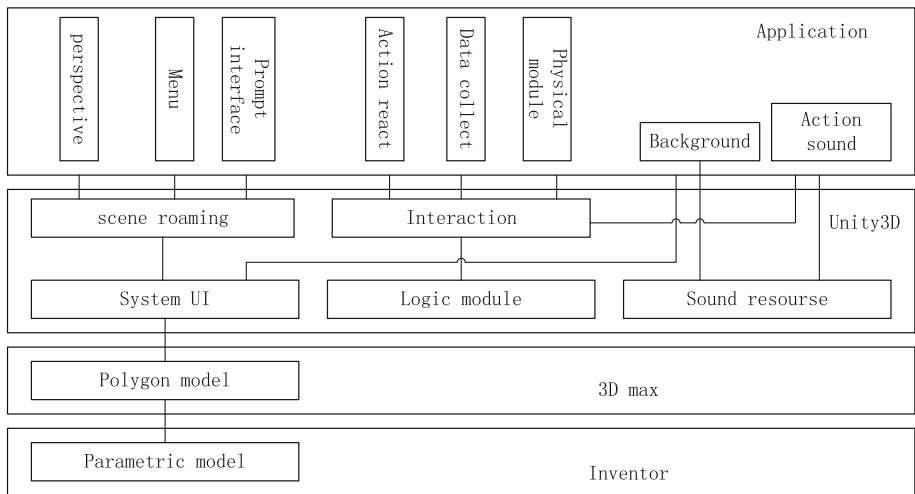 Application
perspective
Menu
Prompt
interface
Action react
Data collect
Physical
module
Background
Action
sound
Unity3D
scene roaming
Interaction
System UI
Logic module
Sound resourse
Polygon model
3D max
Parametric model
Inventor